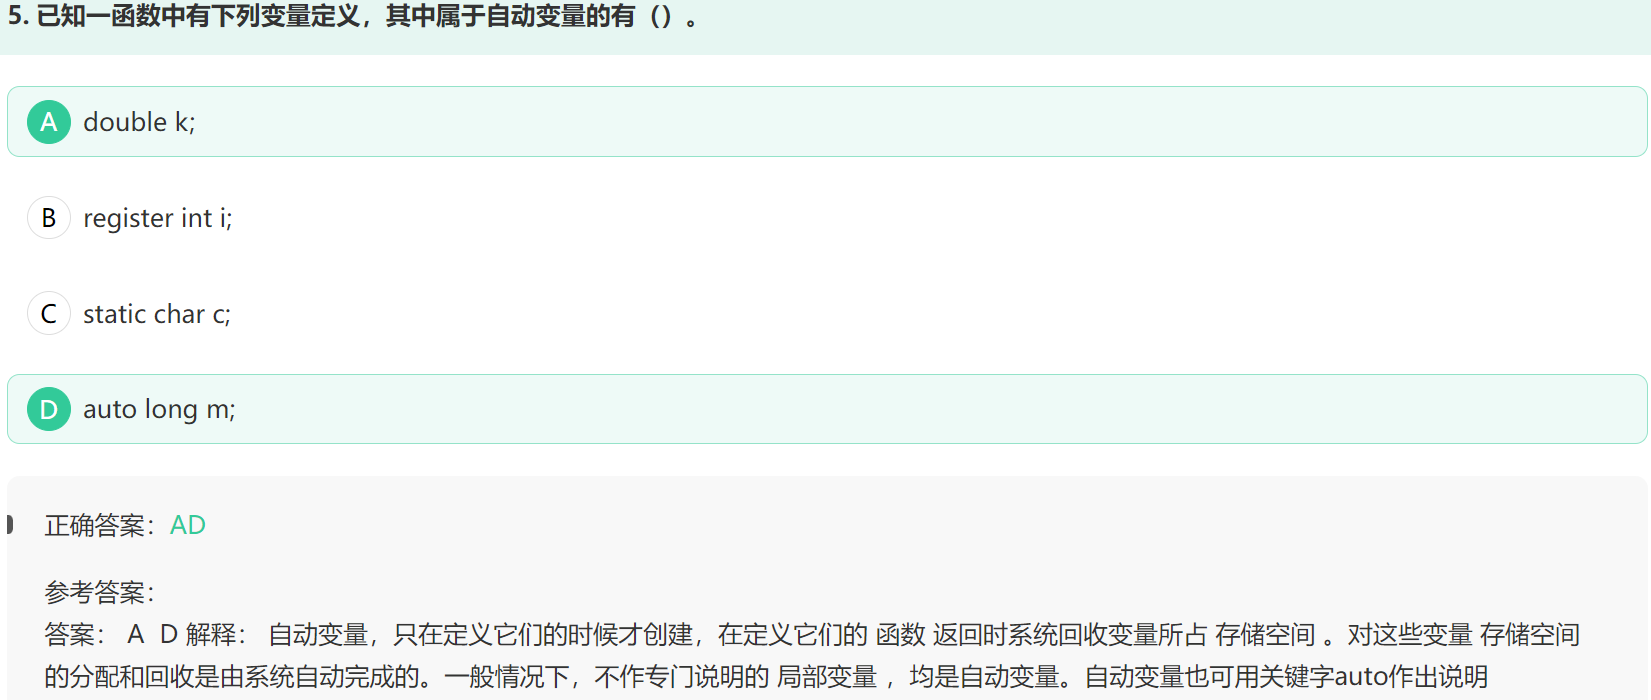 5. 已知一函数中有下列变量定义，其中属于自动变量的有（）。
A double k;
B register int i;
C static char c;
D auto long m;
正确答案：AD
参考答案：
答案： A D 解释： 自动变量，只在定义它们的时候才创建，在定义它们的 函数 返回时系统回收变量所占 存储空间 。对这些变量 存储空间
的分配和回收是由系统自动完成的。一般情况下，不作专门说明的 局部变量 ，均是自动变量。自动变量也可用关键字auto作出说明